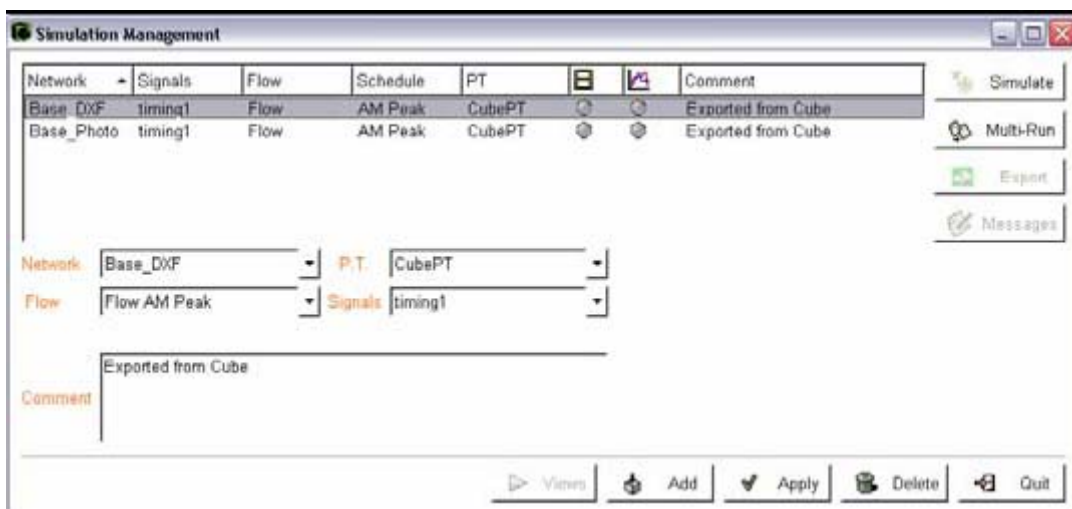 Simulation Management
Network Signals Flow Schedule PT Comment
Base_DXF timing1 Flow AM Peak CubePT Exported from Cube
Base_Photo timing1 Flow AM Peak CubePT Exported from Cube
Simulate
Multi-Run
Export
Messages
Network Base_DXF P.T. CubePT
Flow Flow AM Peak Signals timing1
Comment Exported from Cube
Views Add Apply Delete Quit